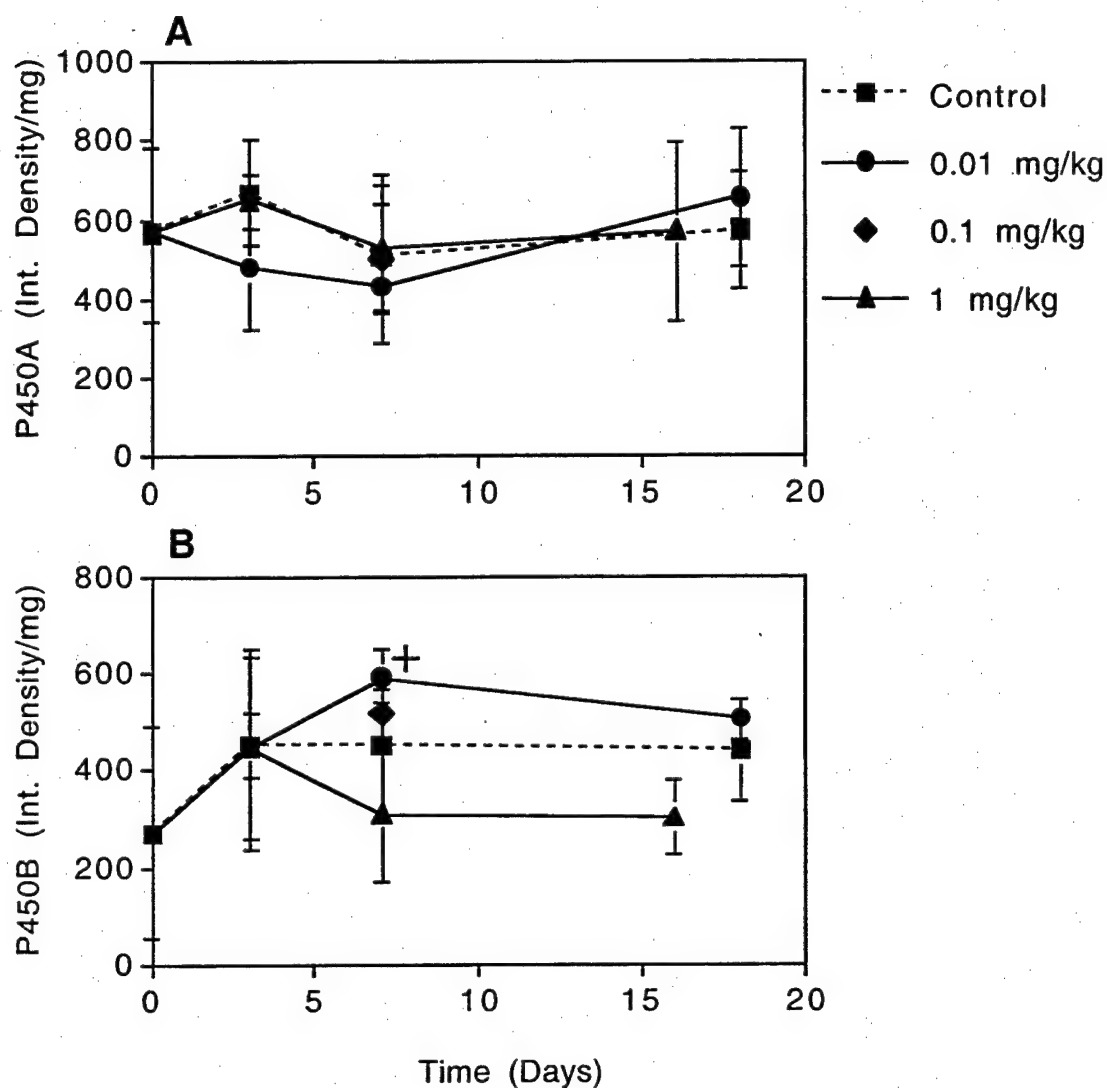 A
1000
800
600
400
200
0
P450A (Int. Density/mg)
0 5 10 15 20
Control
0.01 mg/kg
0.1 mg/kg
1 mg/kg
B
800
600
400
200
0
P450B (Int. Density/mg)
+
0 5 10 15 20
Time (Days)